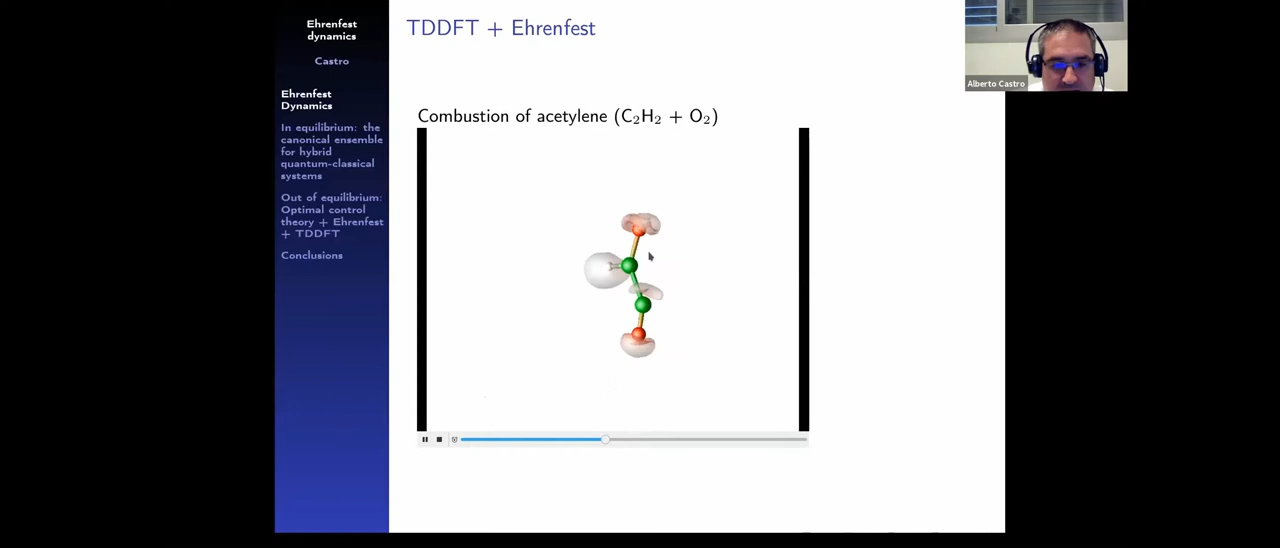 Ehrenfest
dynamics
Castro
Ehrenfest
Dynamics
In equilibrium: the
canonical ensemble
for hybrid
quantum-classical
systems
Out of equilibrium:
Optimal control
theory + Ehrenfest
+ TDDFT
Conclusions
TDDFT + Ehrenfest
Combustion of acetylene (C₂H₂ + O₂)
Alberto Castro